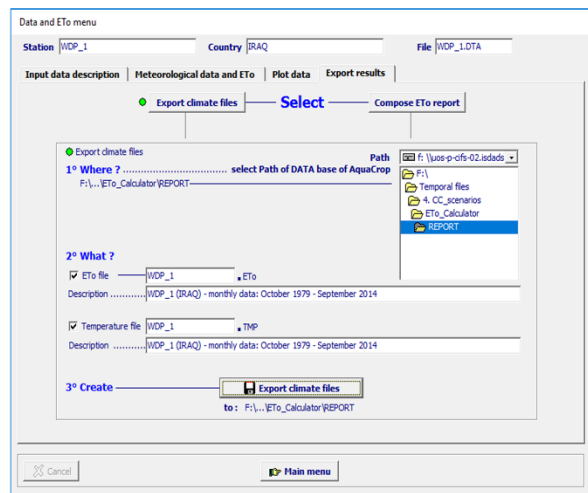 Data and ETo menu
Station WDP_1 Country IRAQ File WDP_1.DTA
Input data description Meteorological data and ETo Plot data Export results
Export climate files Select Compose ETo report
Export climate files
Path f: \\uos-p-cifs-02.isdads
1° Where ? .................................. select Path of DATA base of AquaCrop
F:\...\ETo_Calculator\REPORT
F:\
Temporal files
4. CC_scenarios
ETo_Calculator
REPORT
2° What ?
ETo file WDP_1 .ETo
Description ............ WDP_1 (IRAQ) - monthly data: October 1979 - September 2014
Temperature file WDP_1 .TMP
Description ............ WDP_1 (IRAQ) - monthly data: October 1979 - September 2014
3° Create Export climate files
to : F:\...\ETo_Calculator\REPORT
Cancel Main menu